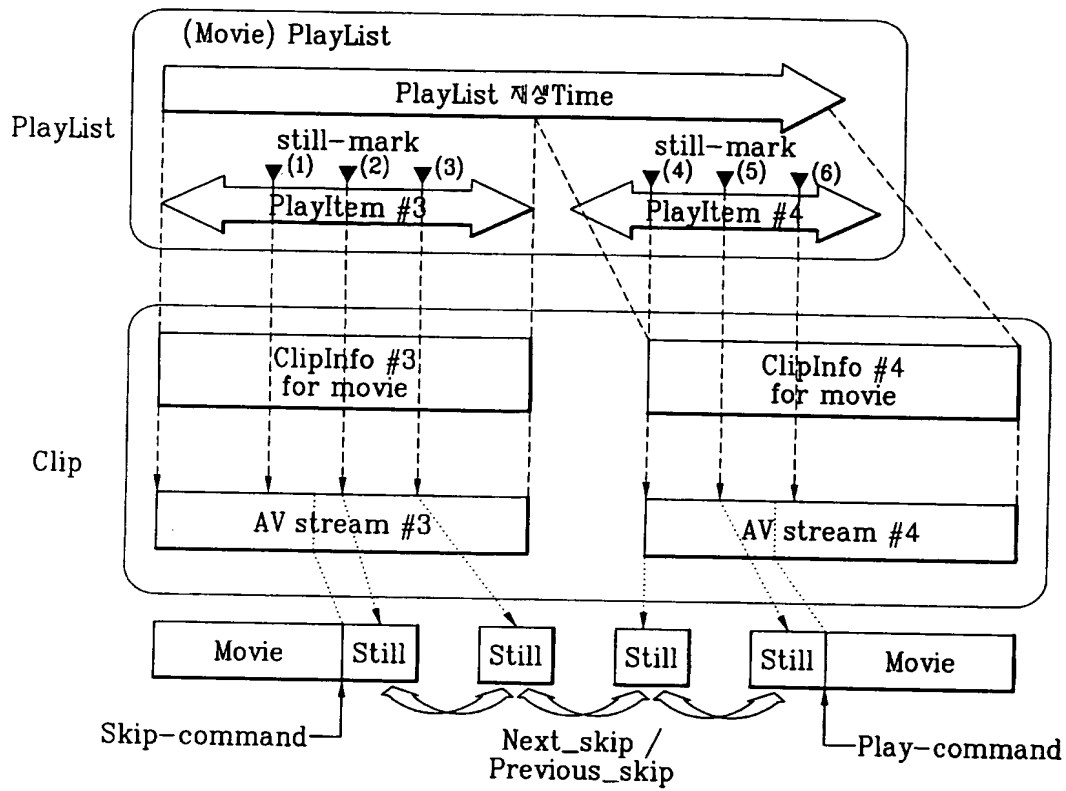 (Movie) PlayList
PlayList 재생Time
PlayList
still-mark
still-mark
(1)
(2)
(3)
(4)
(5)
(6)
PlayItem #3
PlayItem #4
ClipInfo #3
for movie
ClipInfo #4
for movie
Clip
AV stream #3
AV stream #4
Movie
Still
Still
Still
Still
Movie
Skip-command
Next_skip /
Previous_skip
Play-command